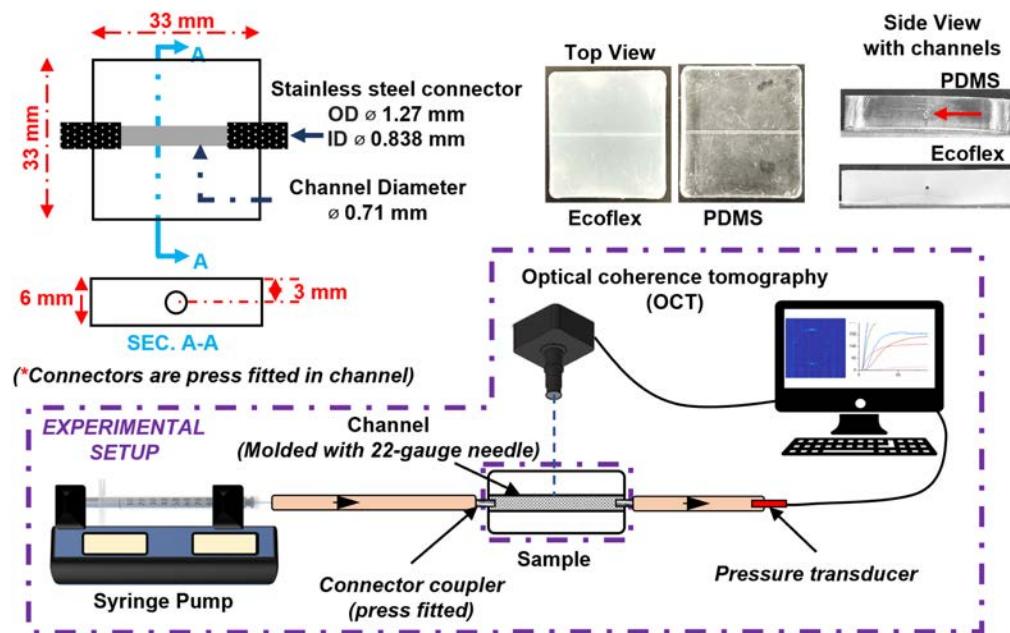 33 mm
A
33 mm
Stainless steel connector
OD ⌀ 1.27 mm
ID ⌀ 0.838 mm
Channel Diameter
⌀ 0.71 mm
A
6 mm
3 mm
SEC. A-A
(*Connectors are press fitted in channel)
Top View
Ecoflex
PDMS
Side View
with channels
PDMS
Ecoflex
Optical coherence tomography
(OCT)
EXPERIMENTAL
SETUP
Channel
(Molded with 22-gauge needle)
Sample
Syringe Pump
Connector coupler
(press fitted)
Pressure transducer